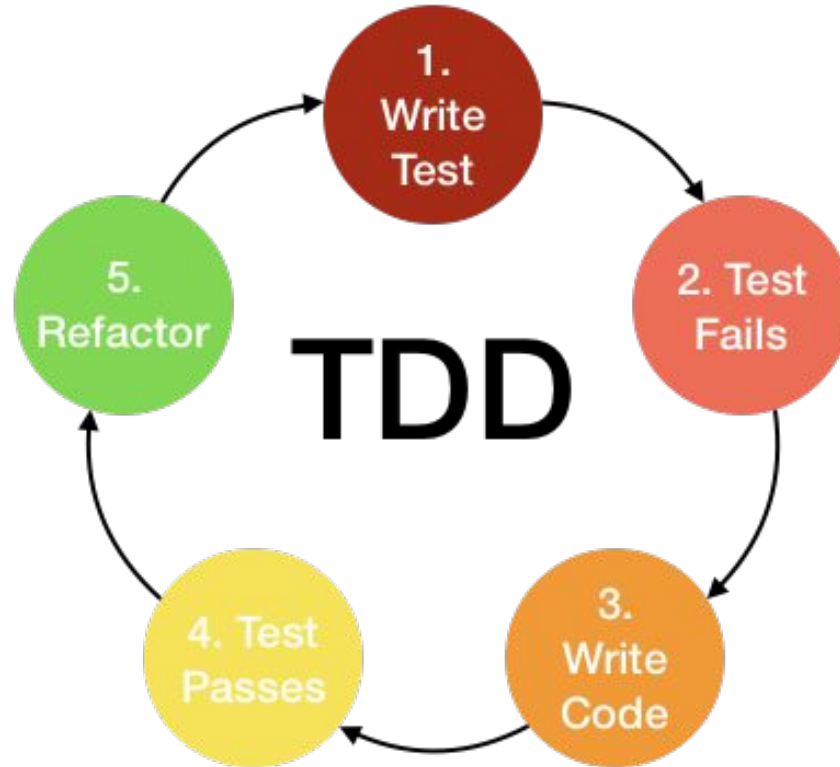 1.
Write
Test
2. Test
Fails
3.
Write
Code
4. Test
Passes
5.
Refactor
TDD